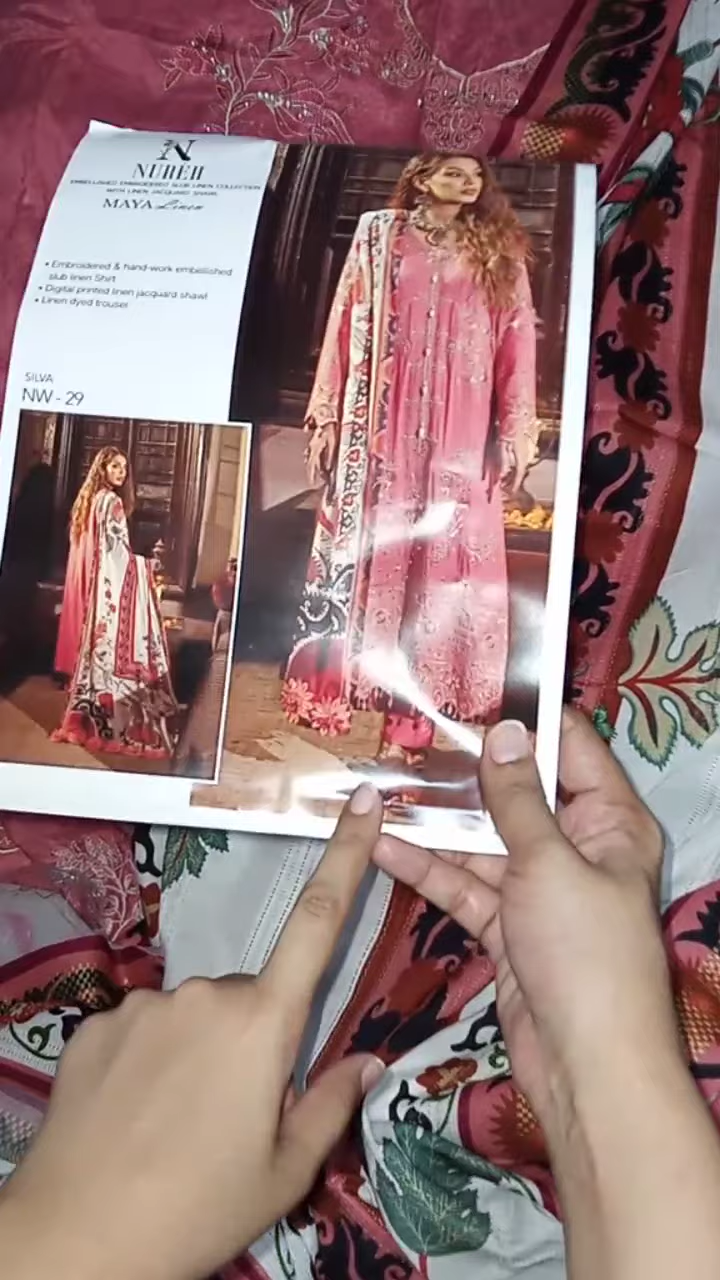 N
NUREH
EMBELLISHED EMBROIDERED SLUB LINEN COLLECTION
WITH LINEN JACQUARD SHAWL
MAYA Linen
• Embroidered & hand-work embellished
slub linen Shirt
• Digital printed linen jacquard shawl
• Linen dyed trouser
SILVA
NW - 29